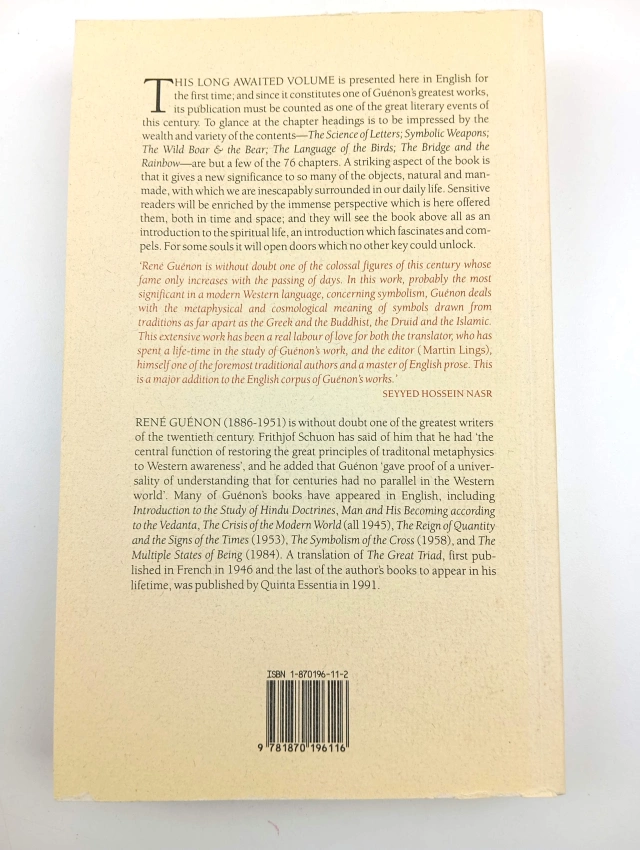 THIS LONG AWAITED VOLUME is presented here in English for
the first time; and since it constitutes one of Guénon's greatest works,
its publication must be counted as one of the great literary events of
this century. To glance at the chapter headings is to be impressed by the
wealth and variety of the contents—The Science of Letters; Symbolic Weapons;
The Wild Boar & the Bear; The Language of the Birds; The Bridge and the
Rainbow—are but a few of the 76 chapters. A striking aspect of the book is
that it gives a new significance to so many of the objects, natural and man-
made, with which we are inescapably surrounded in our daily life. Sensitive
readers will be enriched by the immense perspective which is here offered
them, both in time and space; and they will see the book above all as an
introduction to the spiritual life, an introduction which fascinates and com-
pels. For some souls it will open doors which no other key could unlock.
'René Guénon is without doubt one of the colossal figures of this century whose
fame only increases with the passing of days. In this work, probably the most
significant in a modern Western language, concerning symbolism, Guénon deals
with the metaphysical and cosmological meaning of symbols drawn from
traditions as far apart as the Greek and the Buddhist, the Druid and the Islamic.
This extensive work has been a real labour of love for both the translator, who has
spent a life-time in the study of Guénon's work, and the editor (Martin Lings),
himself one of the foremost traditional authors and a master of English prose. This
is a major addition to the English corpus of Guénon's works.'
SEYYED HOSSEIN NASR
RENÉ GUÉNON (1886-1951) is without doubt one of the greatest writers
of the twentieth century. Frithjof Schuon has said of him that he had 'the
central function of restoring the great principles of traditonal metaphysics
to Western awareness', and he added that Guénon 'gave proof of a univer-
sality of understanding that for centuries had no parallel in the Western
world'. Many of Guénon's books have appeared in English, including
Introduction to the Study of Hindu Doctrines, Man and His Becoming according
to the Vedanta, The Crisis of the Modern World (all 1945), The Reign of Quantity
and the Signs of the Times (1953), The Symbolism of the Cross (1958), and The
Multiple States of Being (1984). A translation of The Great Triad, first pub-
lished in French in 1946 and the last of the author's books to appear in his
lifetime, was published by Quinta Essentia in 1991.
ISBN 1-870196-11-2
9 781870 196116